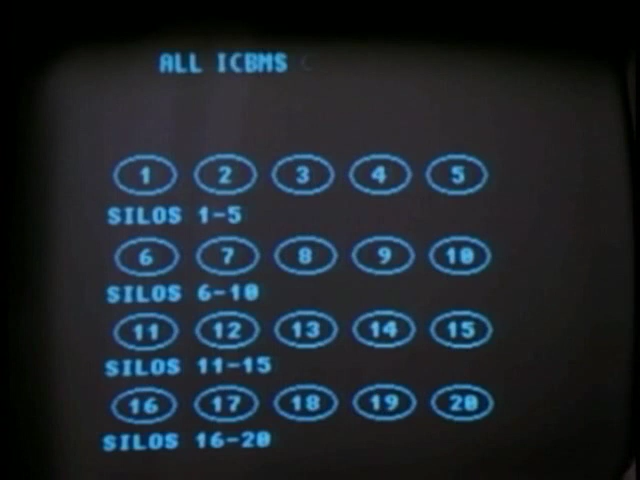 ALL ICBMS
1 2 3 4 5
SILOS 1-5
6 7 8 9 10
SILOS 6-10
11 12 13 14 15
SILOS 11-15
16 17 18 19 20
SILOS 16-20